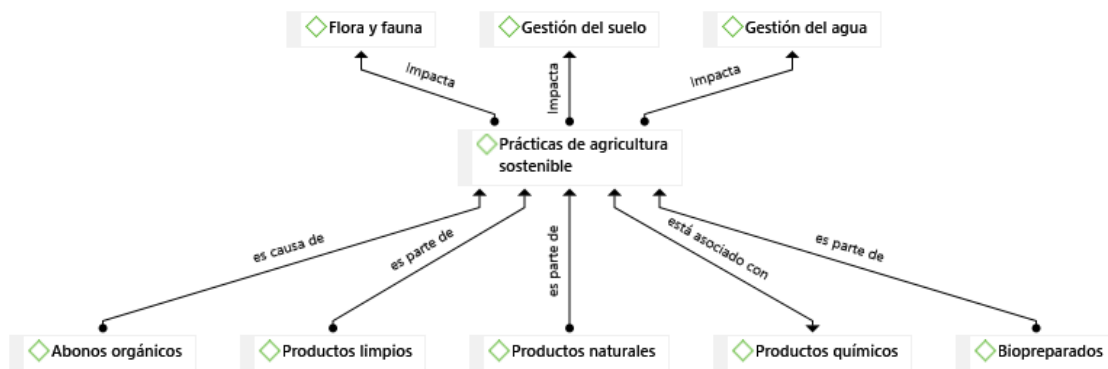 Flora y fauna
Gestión del suelo
Gestión del agua
Impacta
Impacta
Impacta
Prácticas de agricultura
sostenible
es causa de
es parte de
es parte de
está asociado con
es parte de
Abonos orgánicos
Productos limpios
Productos naturales
Productos químicos
Biopreparados